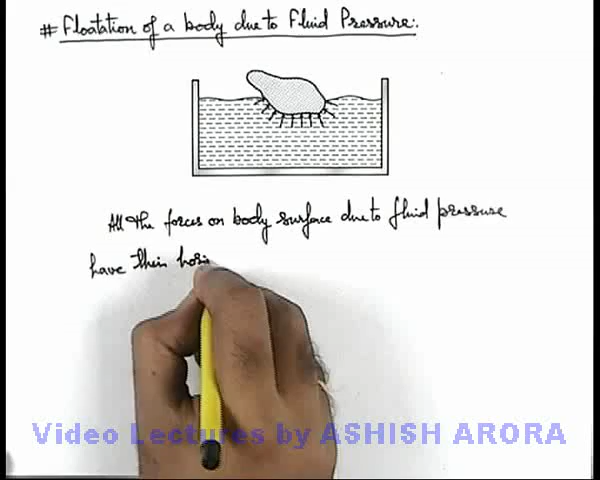 # Floatation of a body due to Fluid Pressure:.
All the forces on body surface due to fluid pressure
have their hori
Video Lectures by ASHISH ARORA